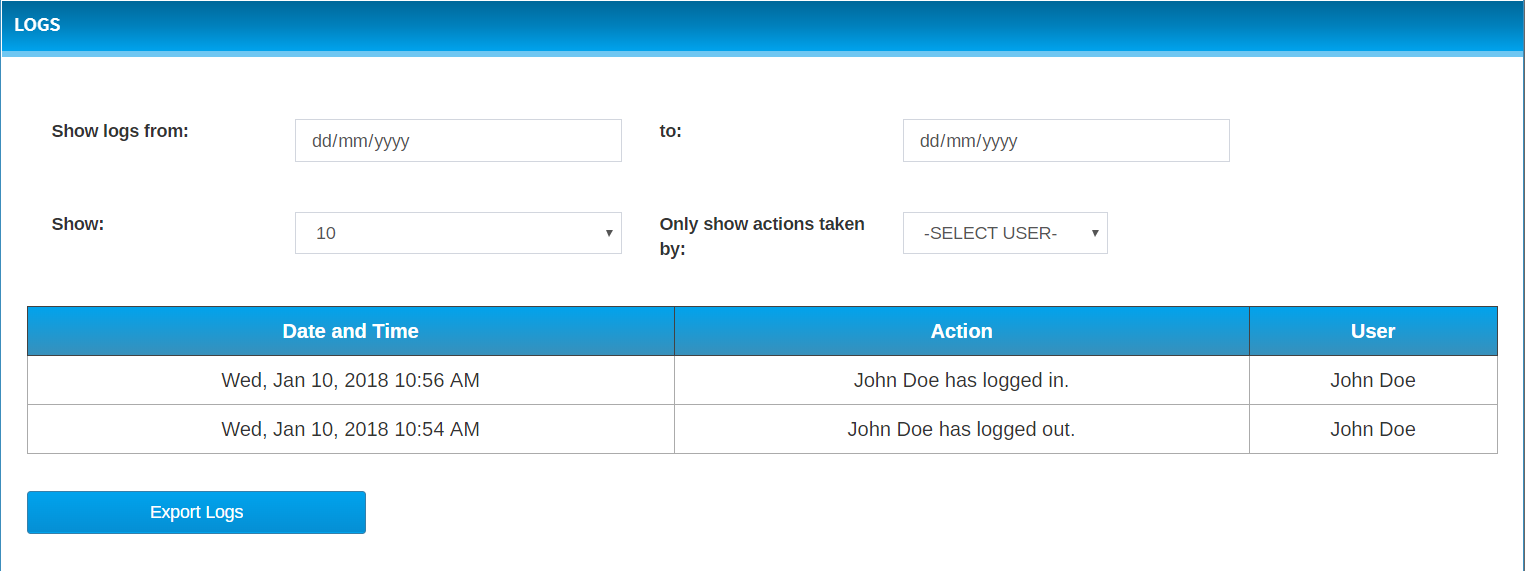 LOGS
Show logs from: dd/mm/yyyy to: dd/mm/yyyy
Show: 10 Only show actions taken by: -SELECT USER-
Date and Time Action User
Wed, Jan 10, 2018 10:56 AM John Doe has logged in. John Doe
Wed, Jan 10, 2018 10:54 AM John Doe has logged out. John Doe
Export Logs